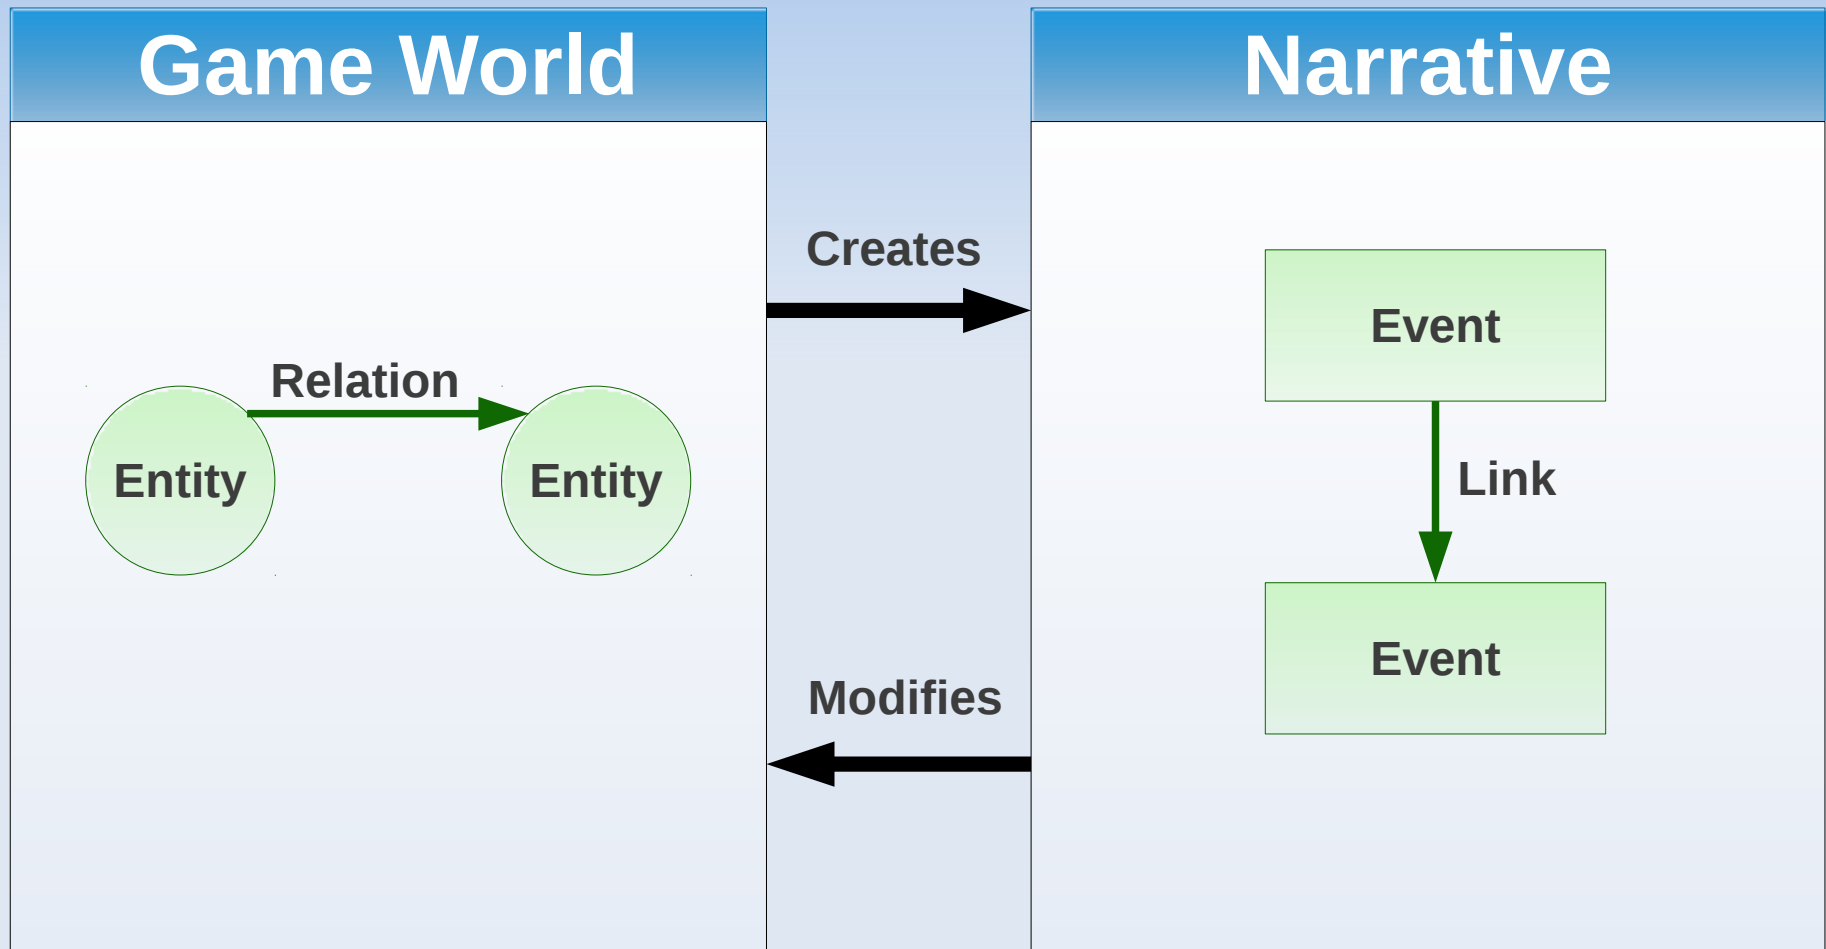 Game World
Narrative
Creates
Relation
Entity
Entity
Event
Link
Event
Modifies